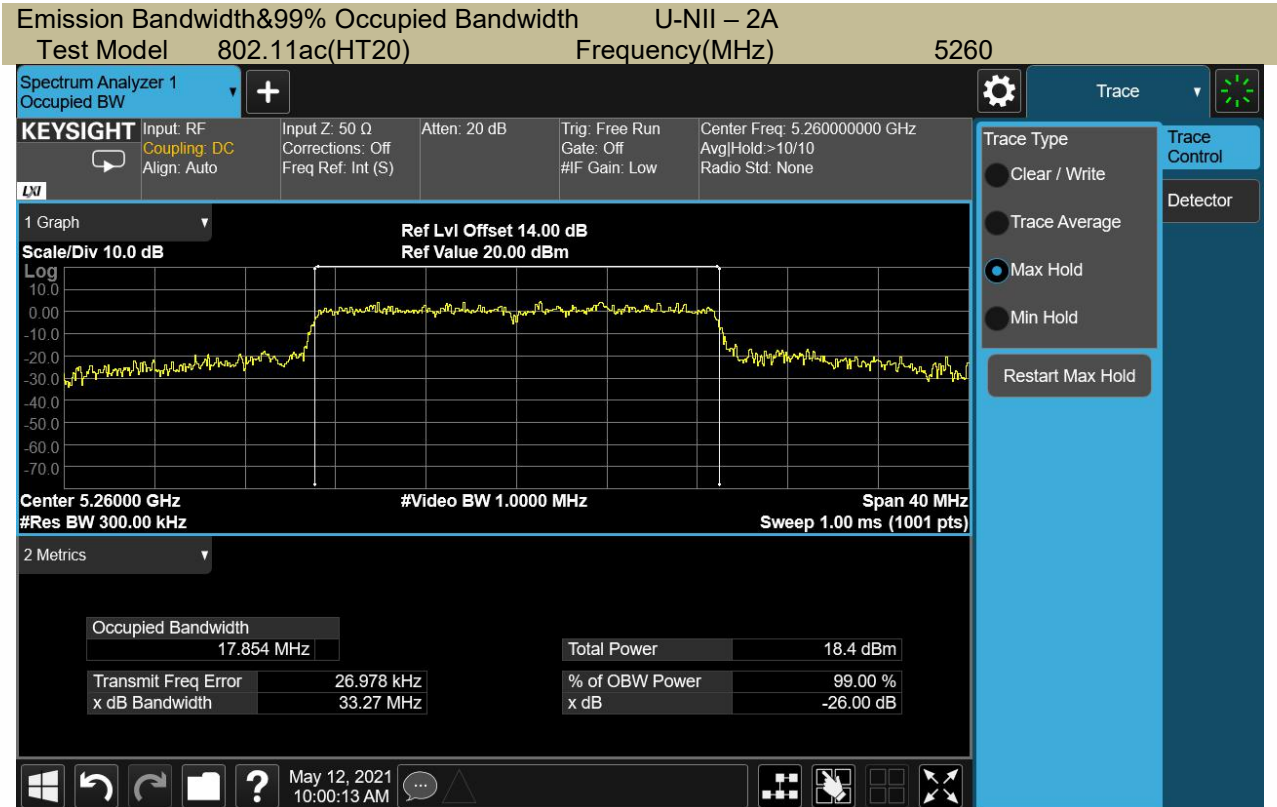 Emission Bandwidth&99% Occupied Bandwidth U-NII – 2A
Test Model 802.11ac(HT20) Frequency(MHz) 5260
Spectrum Analyzer 1
Occupied BW
+
Trace
KEYSIGHT
LXI
Input: RF
Coupling: DC
Align: Auto
Input Z: 50 Ω
Corrections: Off
Freq Ref: Int (S)
Atten: 20 dB
Trig: Free Run
Gate: Off
#IF Gain: Low
Center Freq: 5.260000000 GHz
Avg|Hold:>10/10
Radio Std: None
Trace Type
Clear / Write
Trace Average
Max Hold
Min Hold
Restart Max Hold
Trace
Control
Detector
1 Graph
Scale/Div 10.0 dB
Ref Lvl Offset 14.00 dB
Ref Value 20.00 dBm
Log
10.0
0.00
-10.0
-20.0
-30.0
-40.0
-50.0
-60.0
-70.0
Center 5.26000 GHz #Video BW 1.0000 MHz Span 40 MHz
#Res BW 300.00 kHz Sweep 1.00 ms (1001 pts)
2 Metrics
Occupied Bandwidth
17.854 MHz
Total Power 18.4 dBm
Transmit Freq Error 26.978 kHz
% of OBW Power 99.00 %
x dB Bandwidth 33.27 MHz
x dB -26.00 dB
?
May 12, 2021
10:00:13 AM